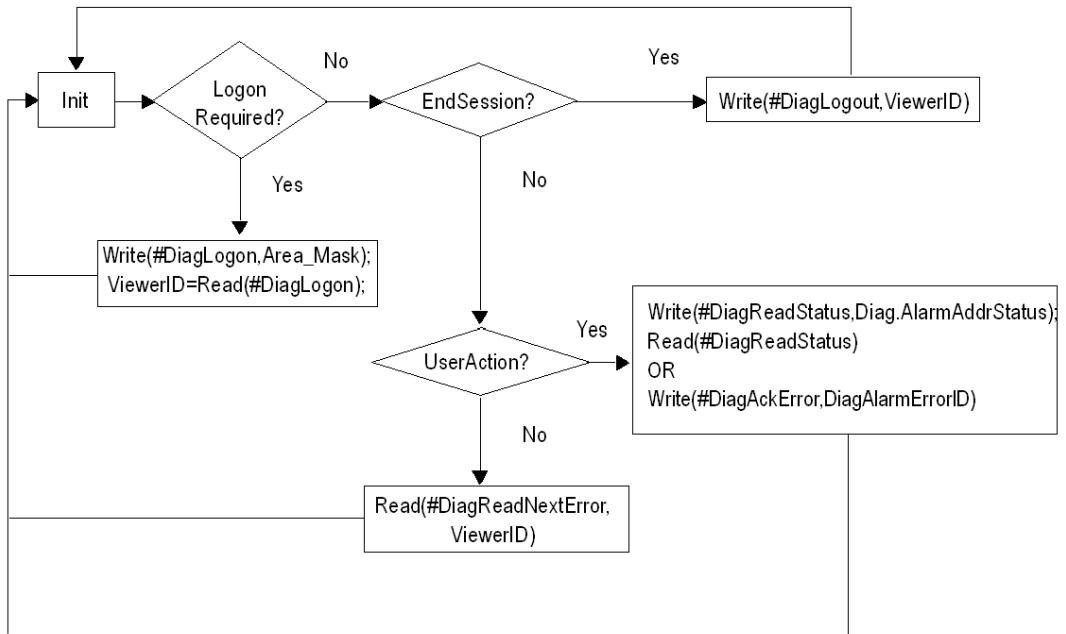 Init
Logon
Required?
No
EndSession?
Yes
Write(#DiagLogout,ViewerID)
Yes
No
Write(#DiagLogon,Area_Mask);
ViewerID=Read(#DiagLogon);
UserAction?
Yes
Write(#DiagReadStatus,Diag.AlarmAddrStatus);
Read(#DiagReadStatus)
OR
Write(#DiagAckError,DiagAlarmErrorID)
No
Read(#DiagReadNextError,
ViewerID)